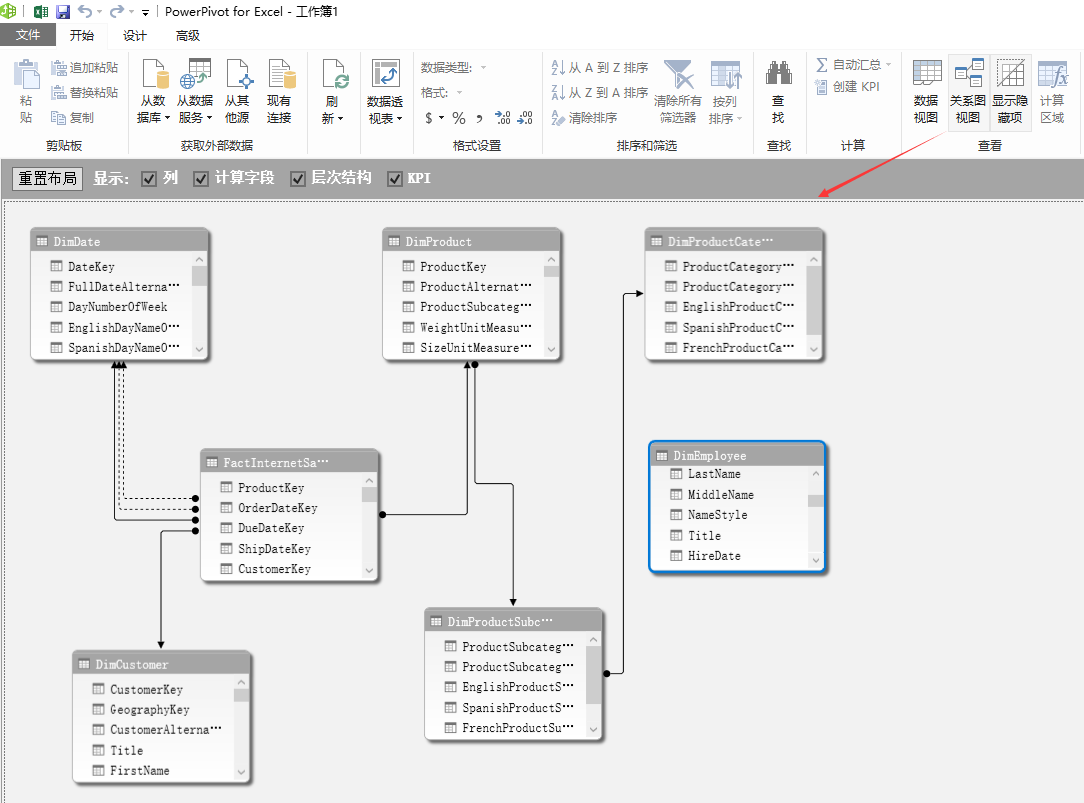 PowerPivot for Excel - 工作簿1
文件 开始 设计 高级
粘贴
追加粘贴
替换粘贴
复制
剪贴板
从数据库
从数据服务
从其他源
现有连接
获取外部数据
刷新
数据透视表
数据类型:
格式:
$ % , .00 .00
格式设置
从 A 到 Z 排序
从 Z 到 A 排序
清除排序
清除所有筛选器
按列排序
排序和筛选
查找
查找
自动汇总
创建 KPI
计算
数据视图
关系图视图
显示隐藏项
计算区域
查看
重置布局 显示: 列 计算字段 层次结构 KPI
DimDate
DateKey
FullDateAlterna…
DayNumberOfWeek
EnglishDayNameO…
SpanishDayNameO…
DimProduct
ProductKey
ProductAlternat…
ProductSubcateg…
WeightUnitMeasu…
SizeUnitMeasure…
DimProductCate…
ProductCategory…
ProductCategory…
EnglishProductC…
SpanishProductC…
FrenchProductCa…
FactInternetSa…
ProductKey
OrderDateKey
DueDateKey
ShipDateKey
CustomerKey
DimEmployee
LastName
MiddleName
NameStyle
Title
HireDate
DimCustomer
CustomerKey
GeographyKey
CustomerAlterna…
Title
FirstName
DimProductSubc…
ProductSubcateg…
ProductSubcateg…
EnglishProductS…
SpanishProductS…
FrenchProductSu…